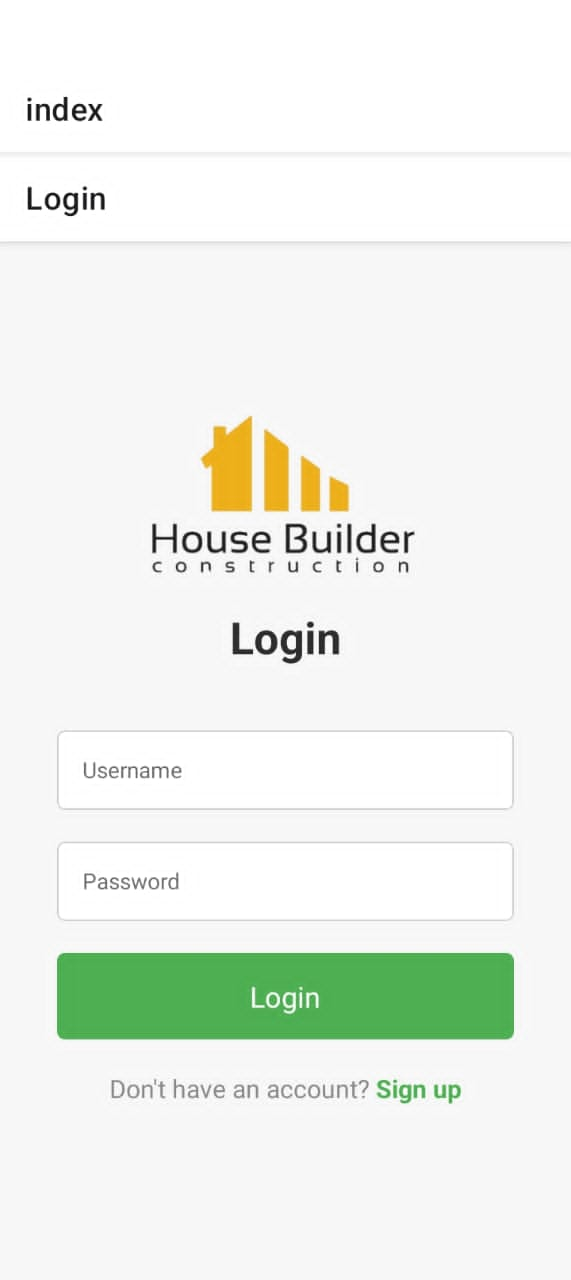 index
Login
House Builder
construction
Login
Username
Password
Login
Don't have an account? Sign up